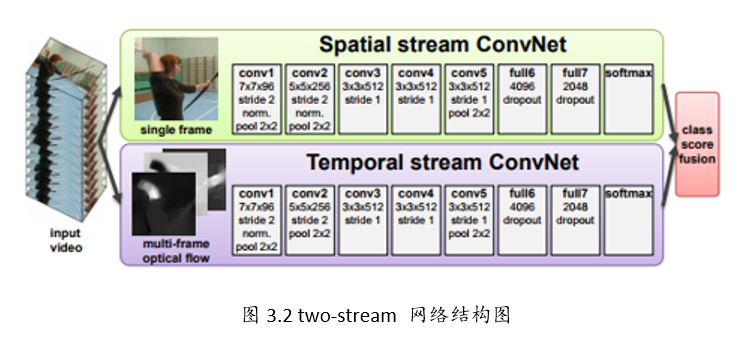 Spatial stream ConvNet
single frame
conv1
7x7x96
stride 2
norm.
pool 2x2
conv2
5x5x256
stride 2
norm.
pool 2x2
conv3
3x3x512
stride 1
conv4
3x3x512
stride 1
conv5
3x3x512
stride 1
pool 2x2
full6
4096
dropout
full7
2048
dropout
softmax
input
video
Temporal stream ConvNet
multi-frame
optical flow
conv1
7x7x96
stride 2
norm.
pool 2x2
conv2
5x5x256
stride 2
pool 2x2
conv3
3x3x512
stride 1
conv4
3x3x512
stride 1
conv5
3x3x512
stride 1
pool 2x2
full6
4096
dropout
full7
2048
dropout
softmax
class
score
fusion
图 3.2 two-stream 网络结构图